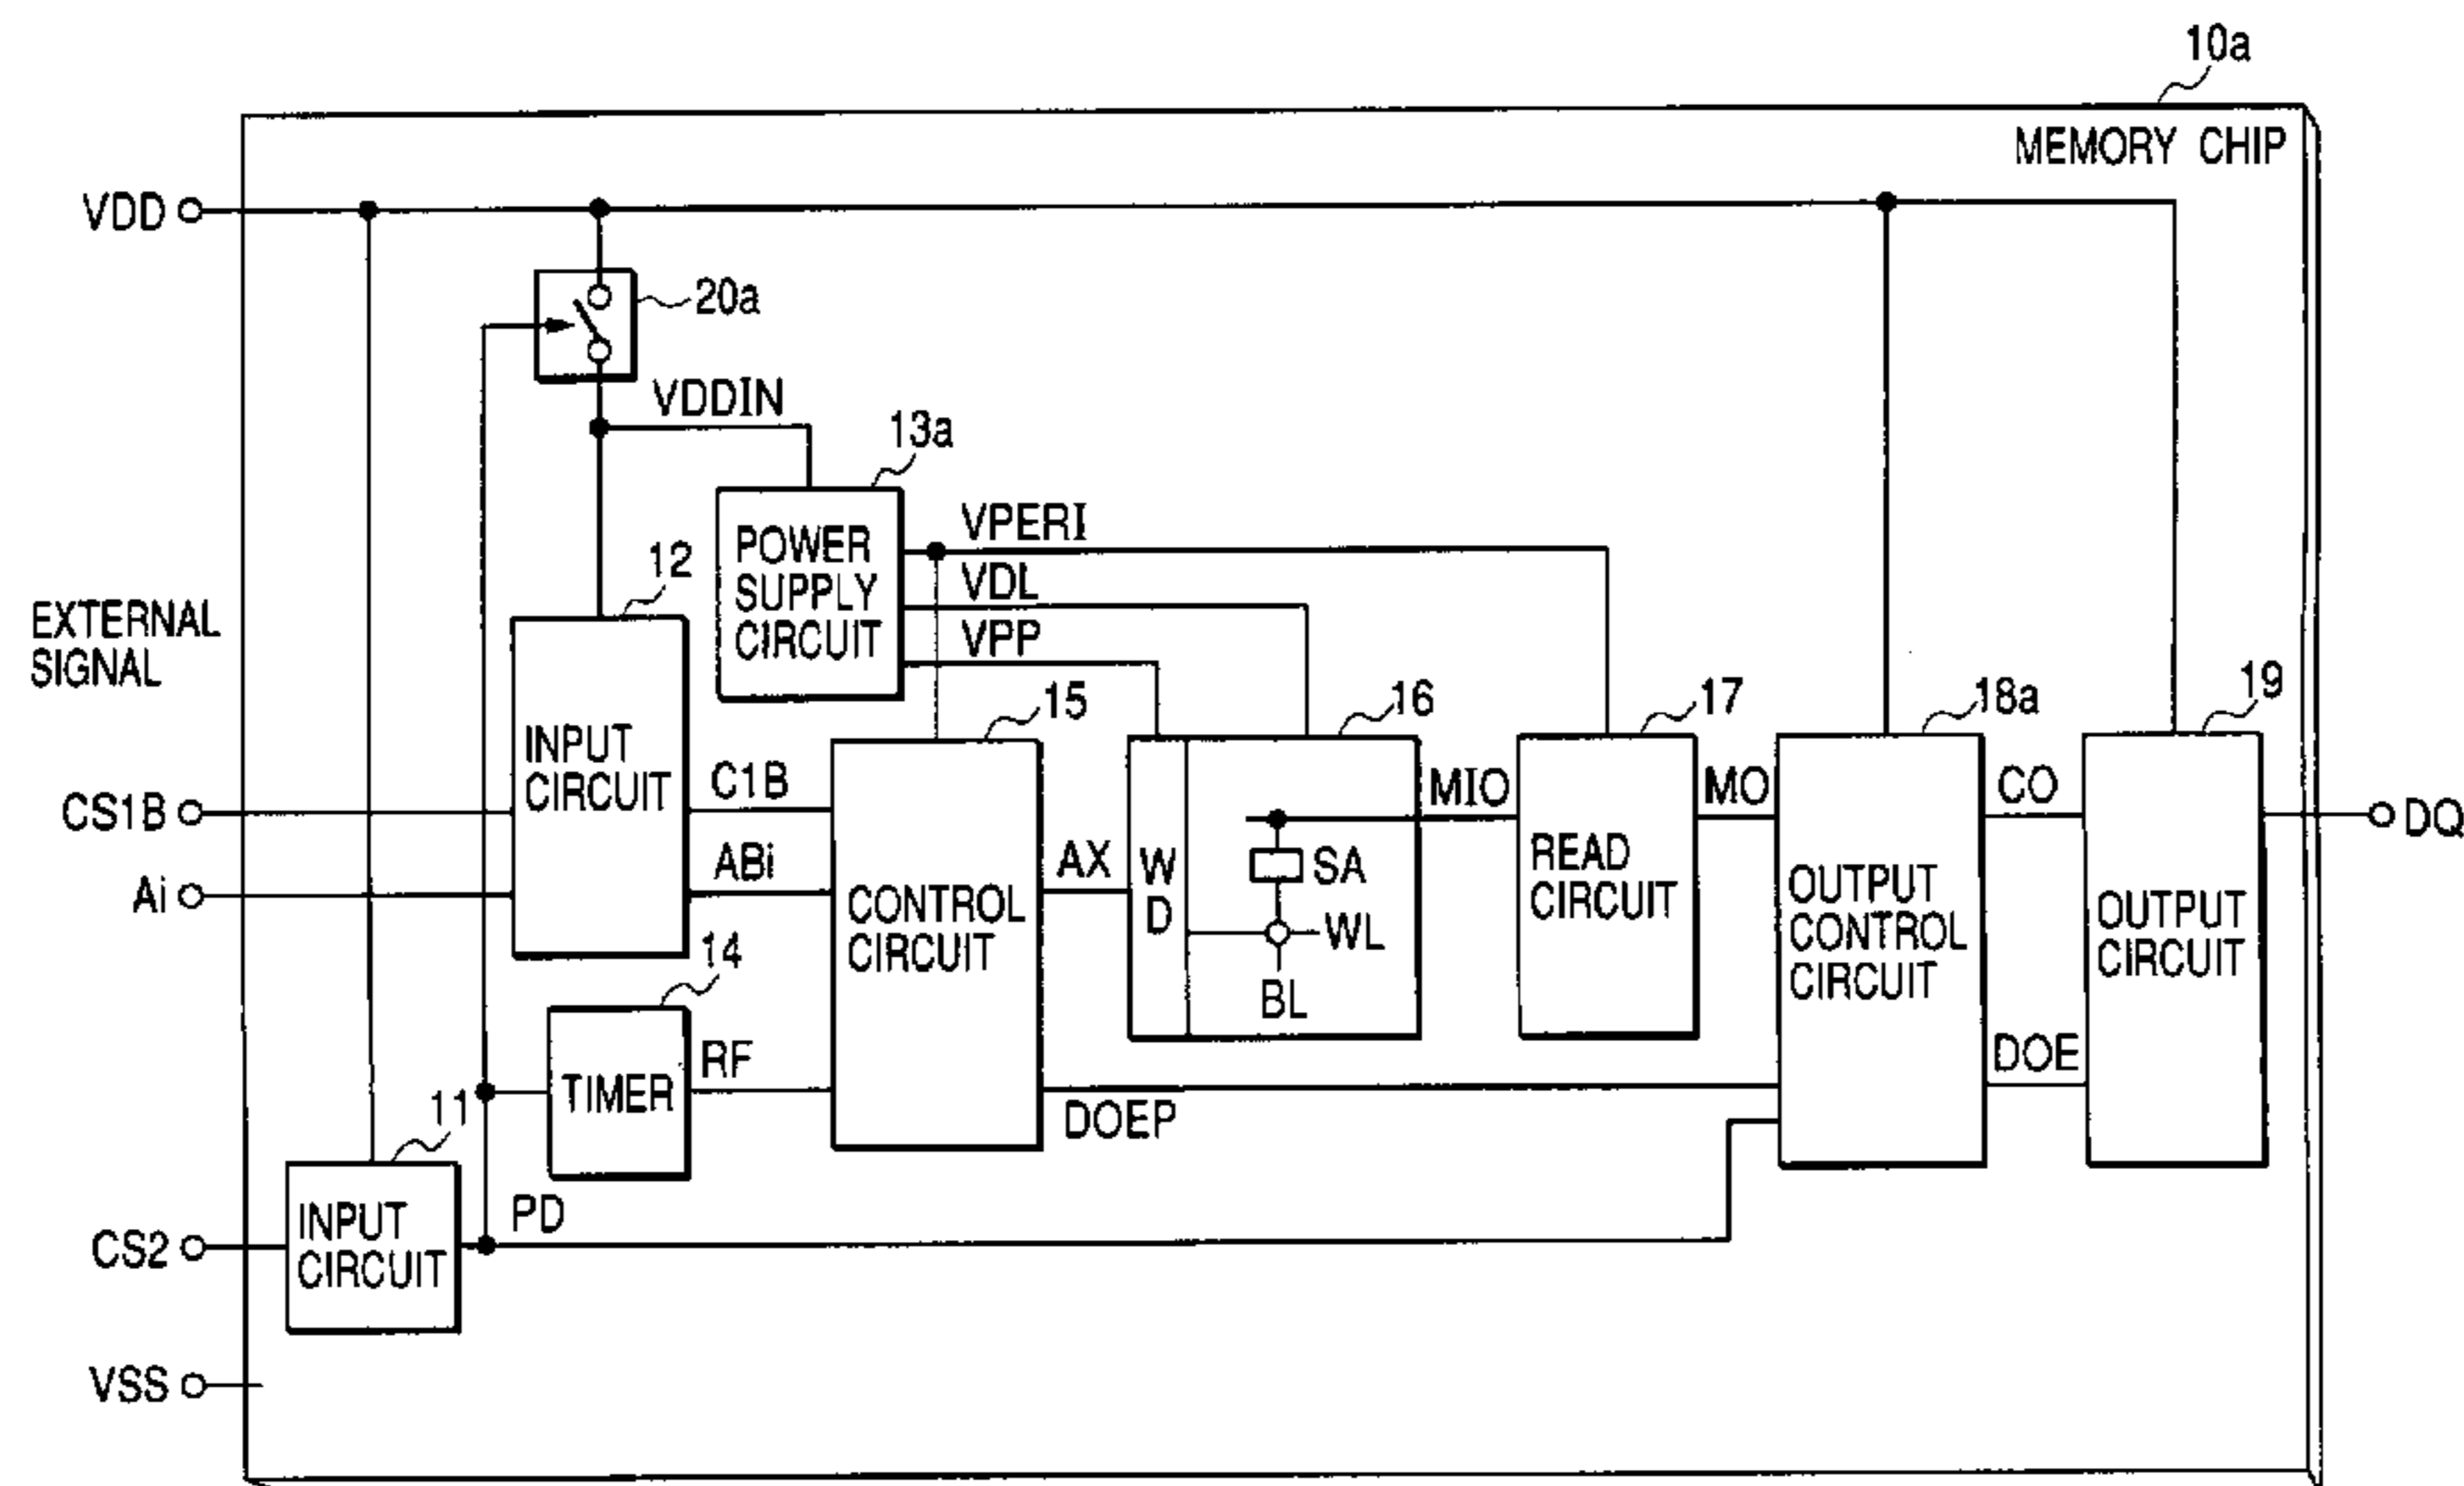 10a
MEMORY CHIP
VDD
20a
VDDIN
13a
POWER
SUPPLY
CIRCUIT
VPERI
VDL
VPP
12
EXTERNAL
SIGNAL
INPUT
CIRCUIT
15
16
17
18a
19
CS1B
C1B
Ai
ABi
CONTROL
CIRCUIT
AX
W
D
SA
WL
BL
MIO
READ
CIRCUIT
MO
OUTPUT
CONTROL
CIRCUIT
CO
DOE
OUTPUT
CIRCUIT
DQ
14
TIMER
RF
DOEP
11
INPUT
CIRCUIT
CS2
PD
VSS